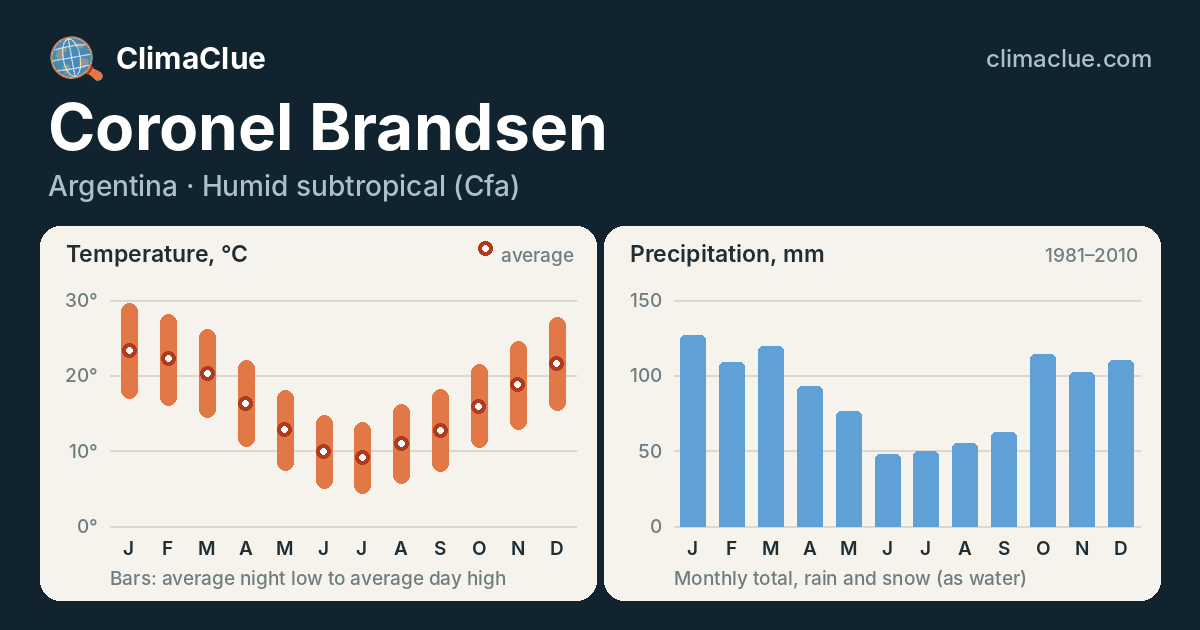 ClimaClue
climaclue.com
Coronel Brandsen
Argentina · Humid subtropical (Cfa)
Temperature, °C
average
30°
20°
10°
0°
J F M A M J J A S O N D
Bars: average night low to average day high
Precipitation, mm
1981–2010
150
100
50
0
J F M A M J J A S O N D
Monthly total, rain and snow (as water)